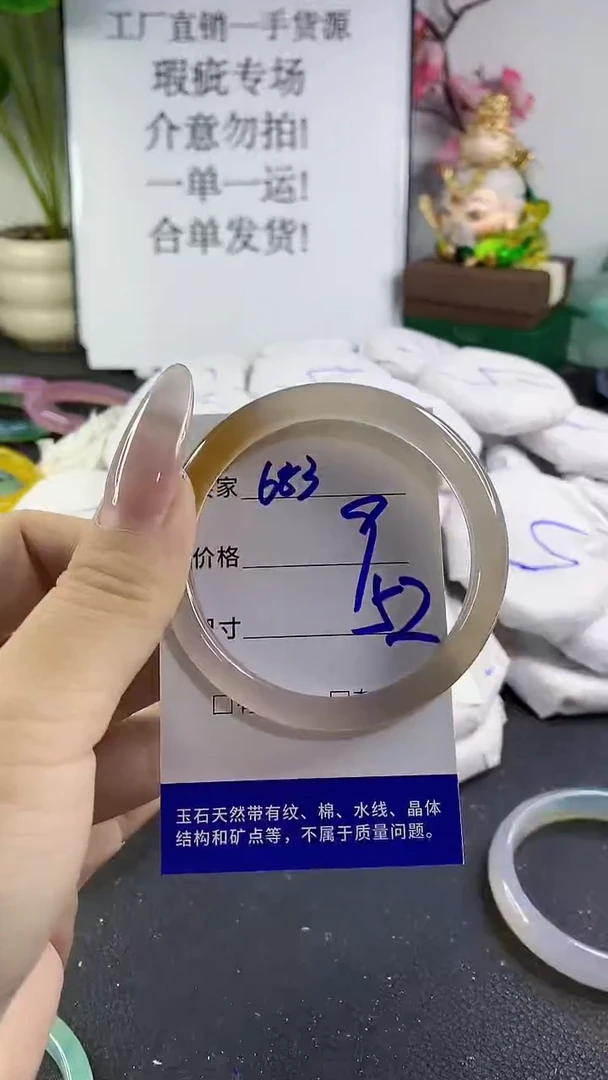 工厂直销一手货源
瑕疵专场
介意勿拍!
一单一运!
合单发货!
家 683
价格 9
寸 52
玉石天然带有纹、棉、水线、晶体
结构和矿点等，不属于质量问题。